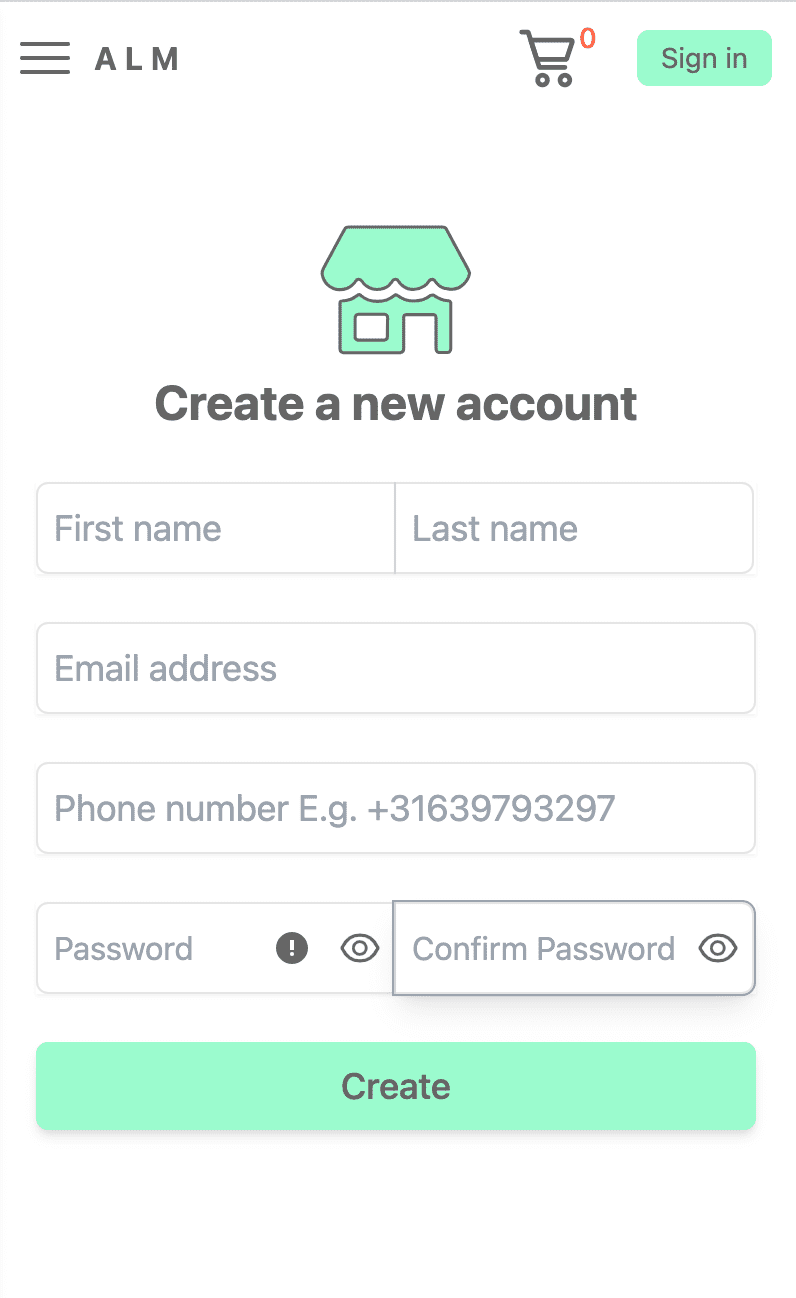 A L M
0
Sign in
Create a new account
First name
Last name
Email address
Phone number E.g. +31639793297
Password
Confirm Password
Create